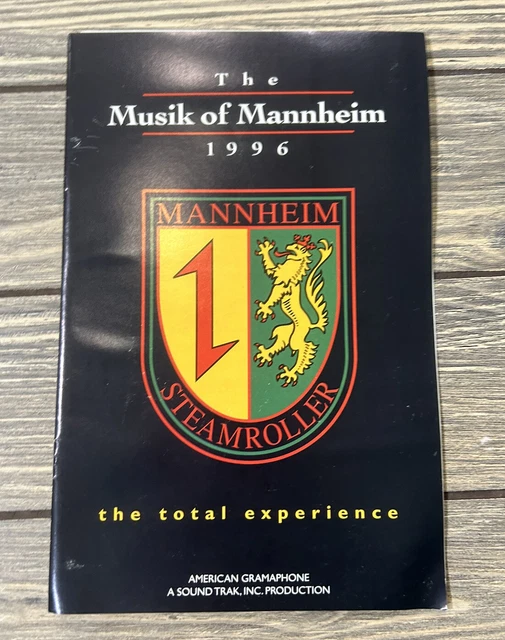 The
Musik of Mannheim
1996
MANNHEIM
STEAMROLLER
the total experience
AMERICAN GRAMAPHONE
A SOUND TRAK, INC. PRODUCTION